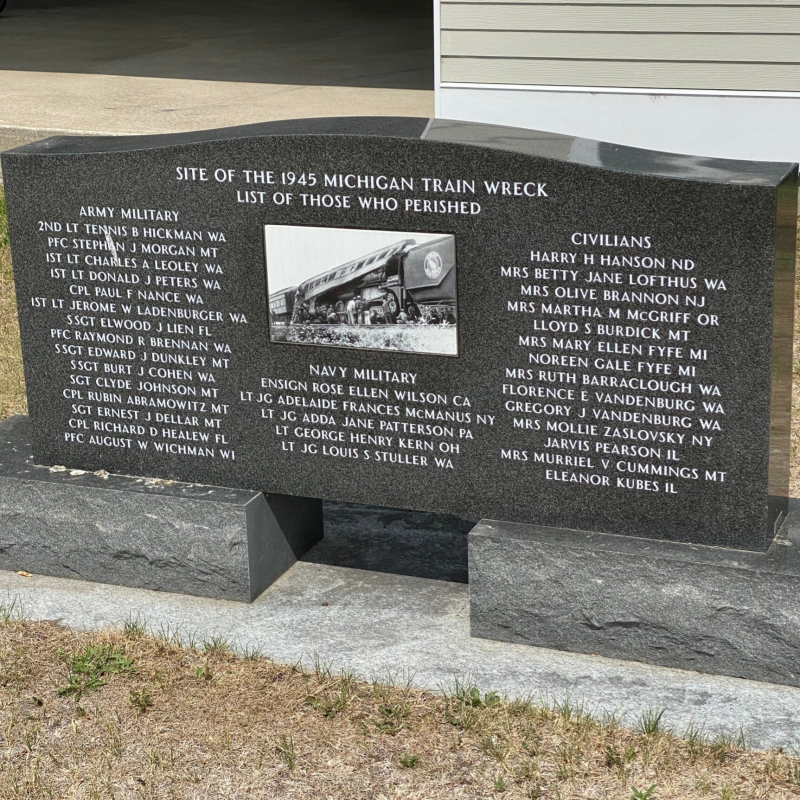 SITE OF THE 1945 MICHIGAN TRAIN WRECK
LIST OF THOSE WHO PERISHED
ARMY MILITARY
2ND LT TENNIS B HICKMAN WA
PFC STEPHEN J MORGAN MT
1ST LT CHARLES A LEOLEY WA
1ST LT DONALD J PETERS WA
CPL PAUL F NANCE WA
1ST LT JEROME W LADENBURGER WA
SSGT ELWOOD J LIEN FL
PFC RAYMOND R BRENNAN WA
SSGT EDWARD J DUNKLEY MT
SSGT BURT J COHEN WA
SGT CLYDE JOHNSON MT
CPL RUBIN ABRAMOWITZ MT
SGT ERNEST J DELLAR MT
CPL RICHARD D HEALEW FL
PFC AUGUST W WICHMAN WI
NAVY MILITARY
ENSIGN ROSE ELLEN WILSON CA
LT JG ADELAIDE FRANCES MCMANUS NY
LT JG ADDA JANE PATTERSON PA
LT GEORGE HENRY KERN OH
LT JG LOUIS S STULLER WA
CIVILIANS
HARRY H HANSON ND
MRS BETTY JANE LOFTHUS WA
MRS OLIVE BRANNON NJ
MRS MARTHA M MCGRIFF OR
LLOYD S BURDICK MT
MRS MARY ELLEN FYFE MI
NOREEN GALE FYFE MI
MRS RUTH BARRACLOUGH WA
FLORENCE E VANDENBURG WA
GREGORY J VANDENBURG WA
MRS MOLLIE ZASLOVSKY NY
JARVIS PEARSON IL
MRS MURRIEL V CUMMINGS MT
ELEANOR KUBES IL